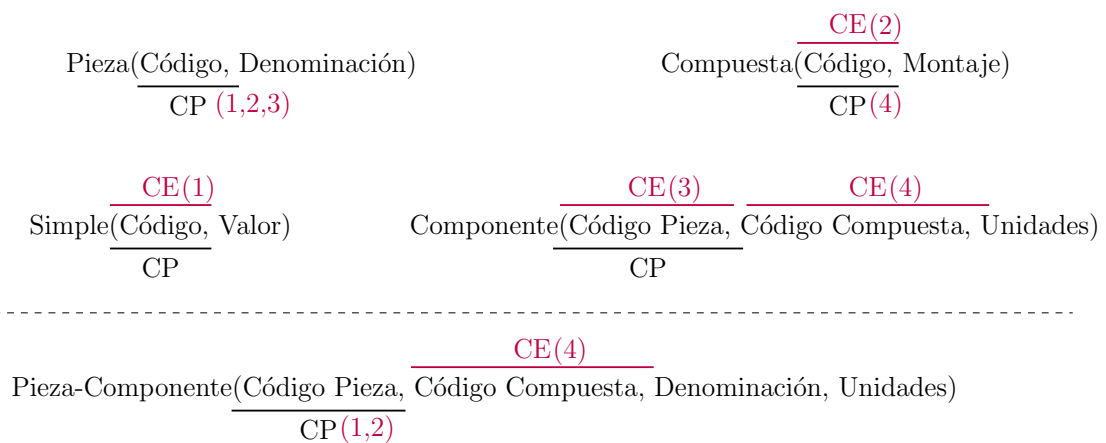 CE(2)
Pieza(Código, Denominación)
Compuesta(Código, Montaje)
CP (1,2,3)
CP(4)
CE(1)
CE(3)
CE(4)
Simple(Código, Valor)
Componente(Código Pieza, Código Compuesta, Unidades)
CP
CP
CE(4)
Pieza-Componente(Código Pieza, Código Compuesta, Denominación, Unidades)
CP(1,2)